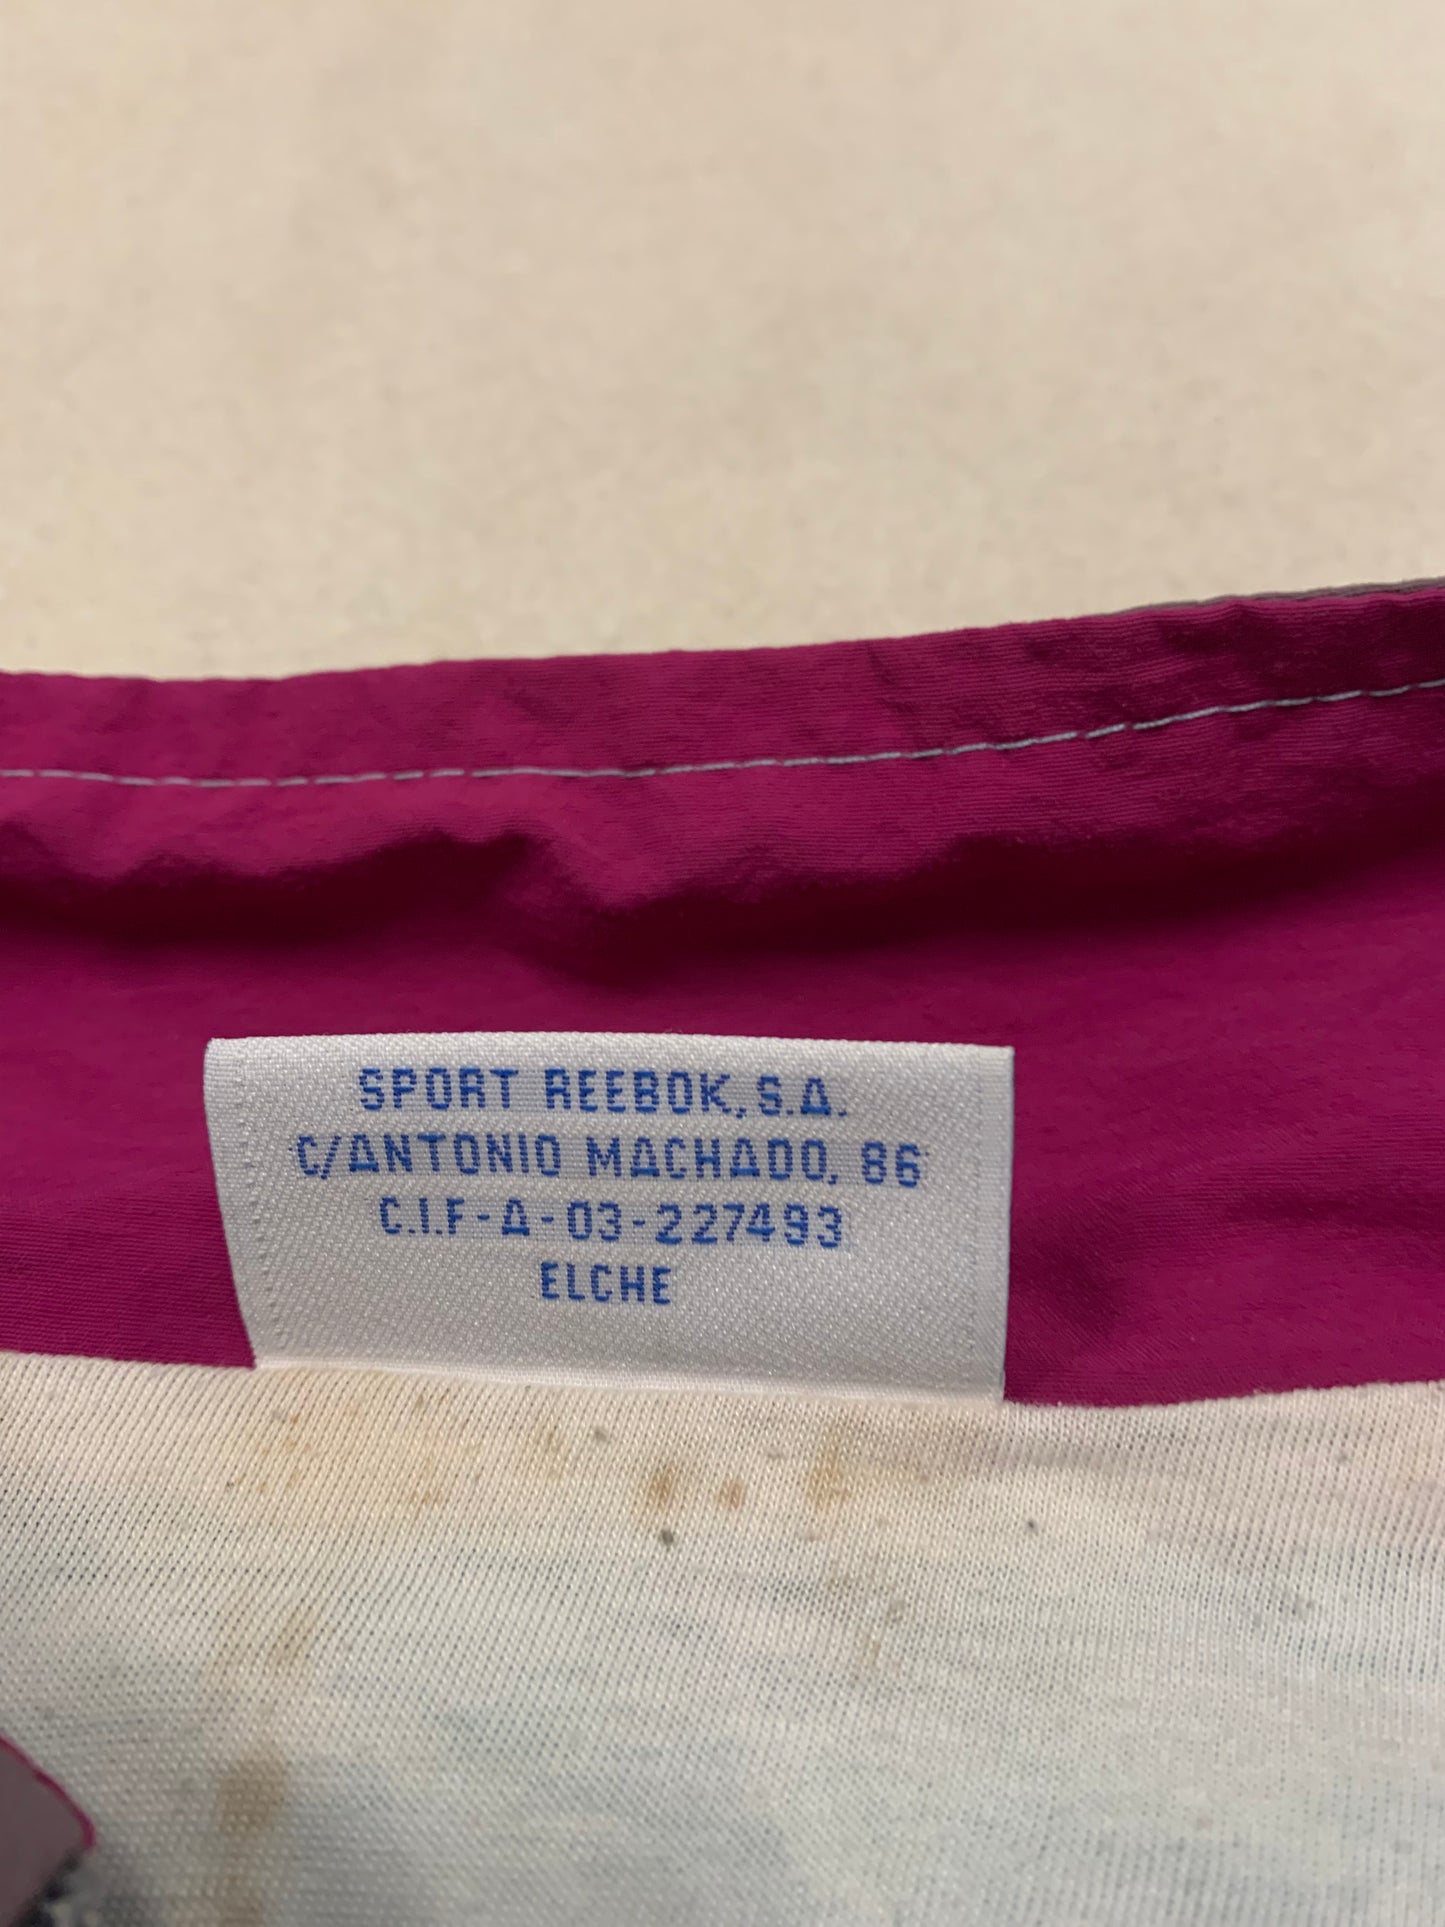 SPORT REEBOK, S.A.
C/ANTONIO MACHADO, 86
C.I.F-A-03-227493
ELCHE